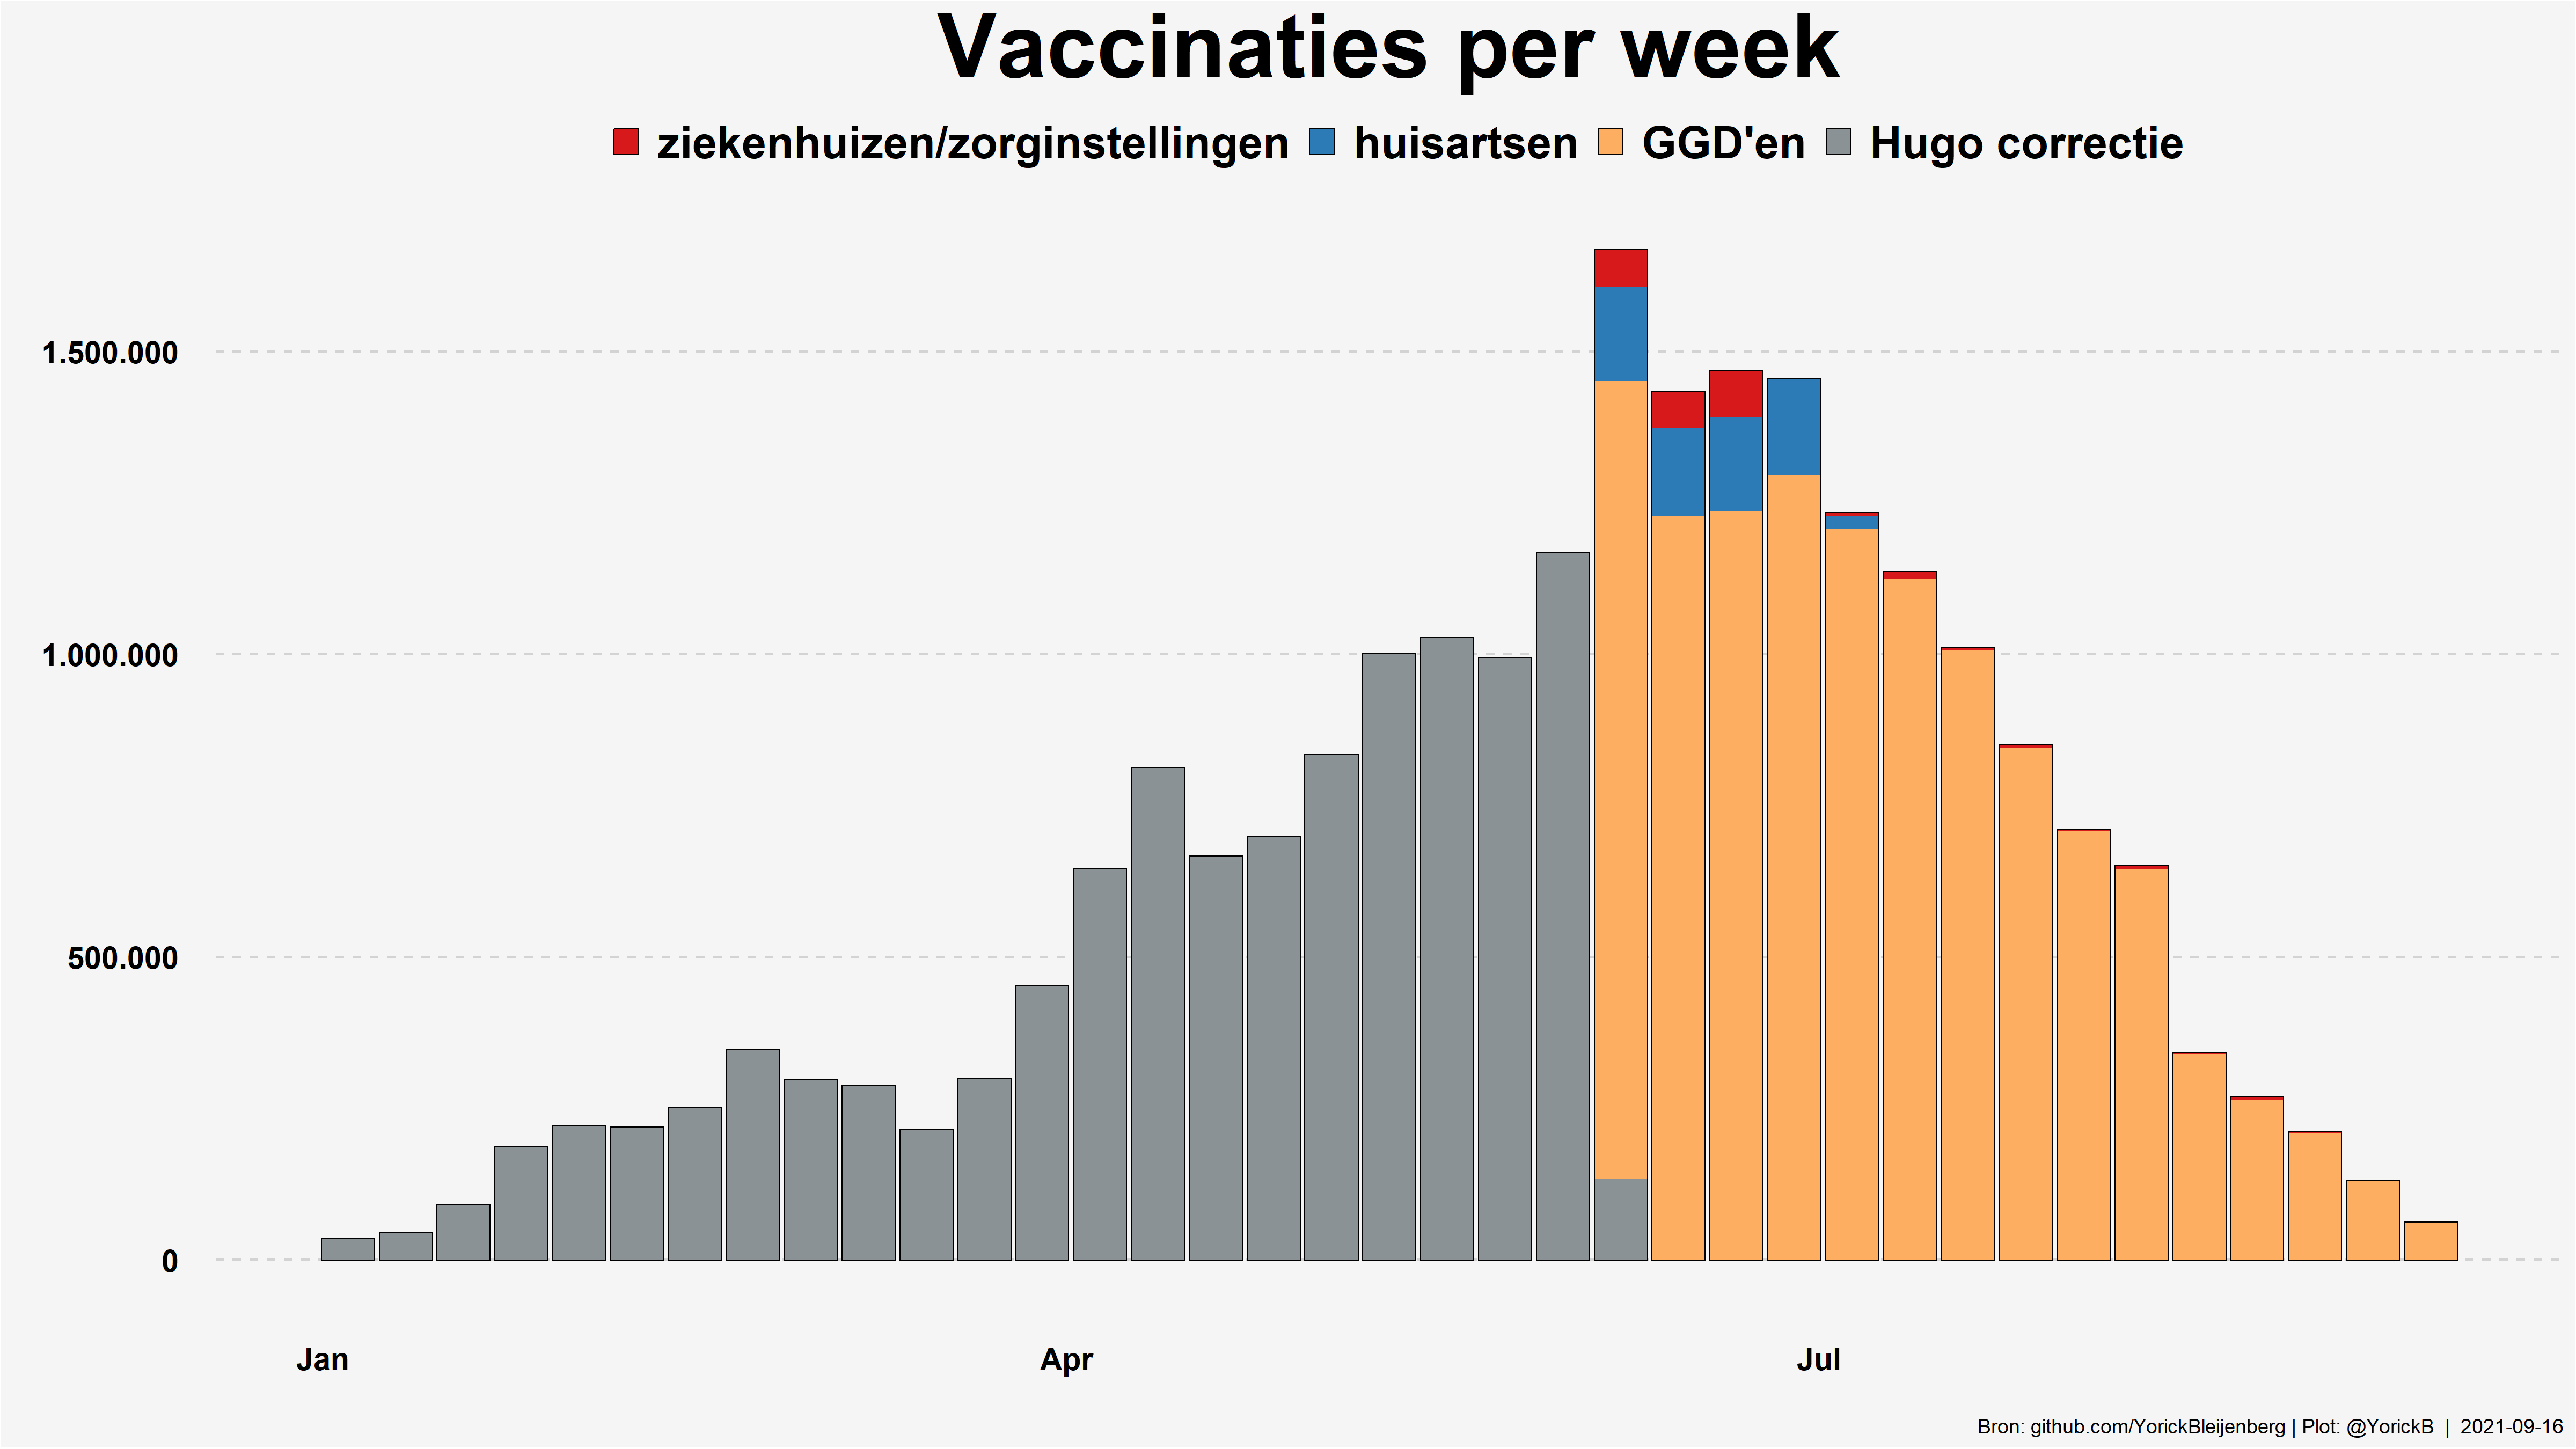 Vaccinaties per week
ziekenhuizen/zorginstellingen huisartsen GGD'en Hugo correctie
1.500.000
1.000.000
500.000
0
Jan Apr Jul
Bron: github.com/YorickBleijenberg | Plot: @YorickB | 2021-09-16